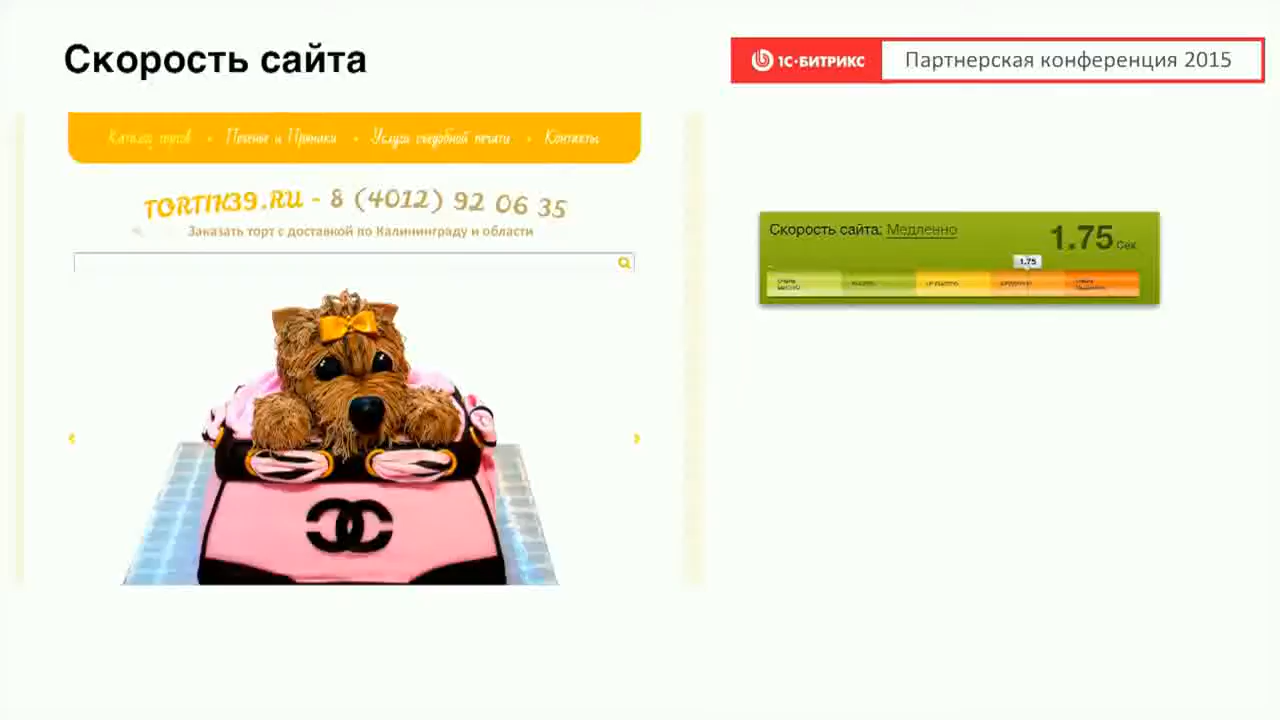 Скорость сайта
1С·БИТРИКС
Партнерская конференция 2015
Каталог тортов • Печенье и Пряники • Услуги съедобной печати • Контакты
TORTIK39.RU - 8 (4012) 92 06 35
Заказать торт с доставкой по Калининграду и области
Скорость сайта: Медленно
1.75 Сек
1.75